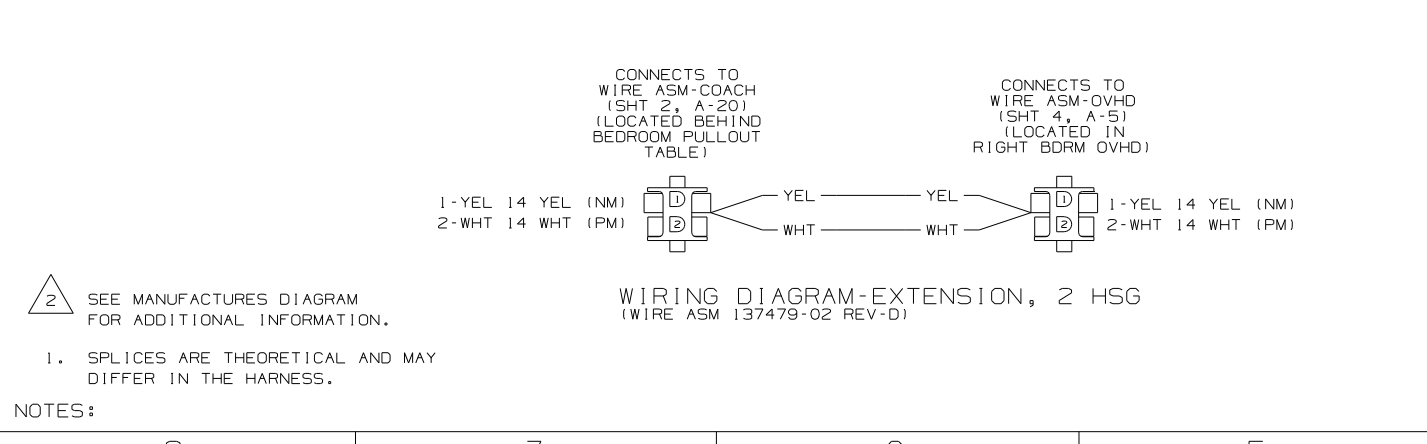 CONNECTS TO
WIRE ASM-COACH
(SHT 2, A-20)
(LOCATED BEHIND
BEDROOM PULLOUT
TABLE)
CONNECTS TO
WIRE ASM-OVHD
(SHT 4, A-5)
(LOCATED IN
RIGHT BDRM OVHD)
1-YEL 14 YEL (NM)
2-WHT 14 WHT (PM)
1
2
YEL
YEL
WHT
WHT
1
2
1-YEL 14 YEL (NM)
2-WHT 14 WHT (PM)
WIRING DIAGRAM-EXTENSION, 2 HSG
(WIRE ASM 137479-02 REV-D)
2 SEE MANUFACTURES DIAGRAM
FOR ADDITIONAL INFORMATION.
1. SPLICES ARE THEORETICAL AND MAY
DIFFER IN THE HARNESS.
NOTES: